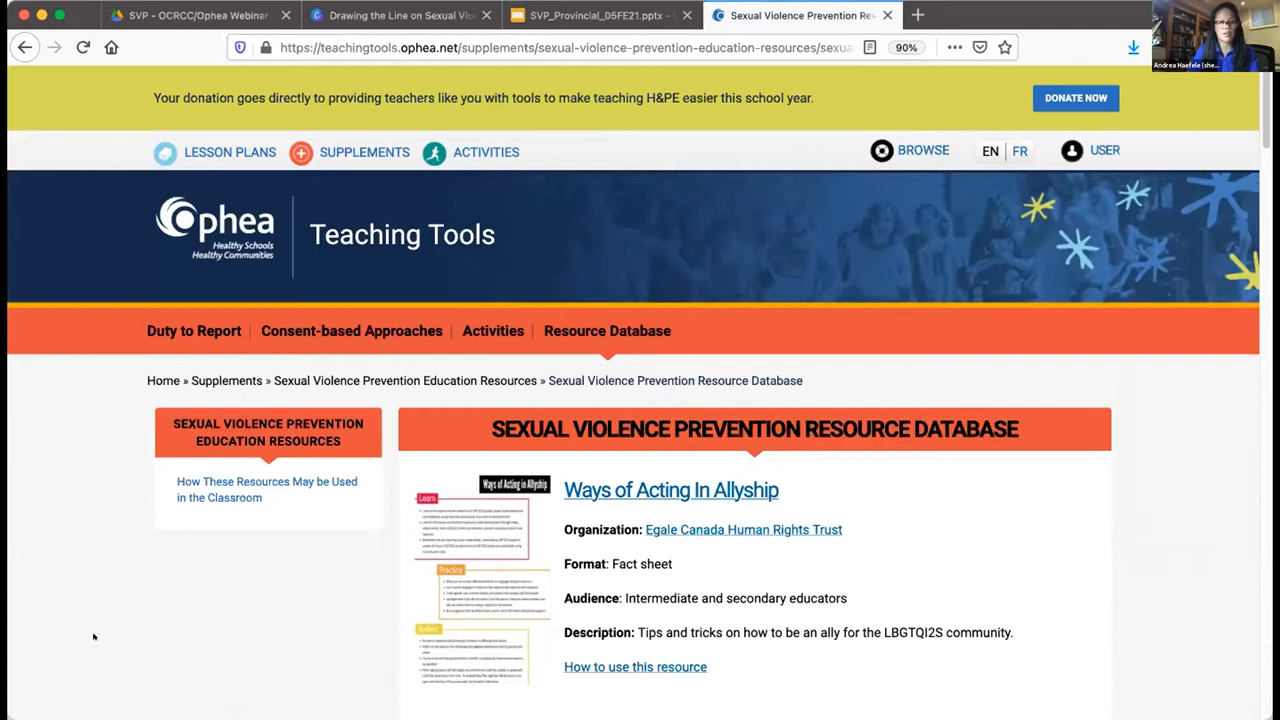 SVP - OCRCC/Ophea Webinar
Drawing the Line on Sexual Vio
SVP_Provincial_05FE21.pptx -
Sexual Violence Prevention Res
https://teachingtools.ophea.net/supplements/sexual-violence-prevention-education-resources/sexua
90%
Andrea Haefele (she...
Your donation goes directly to providing teachers like you with tools to make teaching H&PE easier this school year.
DONATE NOW
LESSON PLANS
SUPPLEMENTS
ACTIVITIES
BROWSE
EN | FR
USER
Ophea
Healthy Schools
Healthy Communities
Teaching Tools
Duty to Report
Consent-based Approaches
Activities
Resource Database
Home » Supplements » Sexual Violence Prevention Education Resources » Sexual Violence Prevention Resource Database
SEXUAL VIOLENCE PREVENTION
EDUCATION RESOURCES
How These Resources May be Used
in the Classroom
SEXUAL VIOLENCE PREVENTION RESOURCE DATABASE
Ways of Acting in Allyship
Learn
Practice
Reflect
Ways of Acting In Allyship
Organization: Egale Canada Human Rights Trust
Format: Fact sheet
Audience: Intermediate and secondary educators
Description: Tips and tricks on how to be an ally for the LBGTQI2S community.
How to use this resource